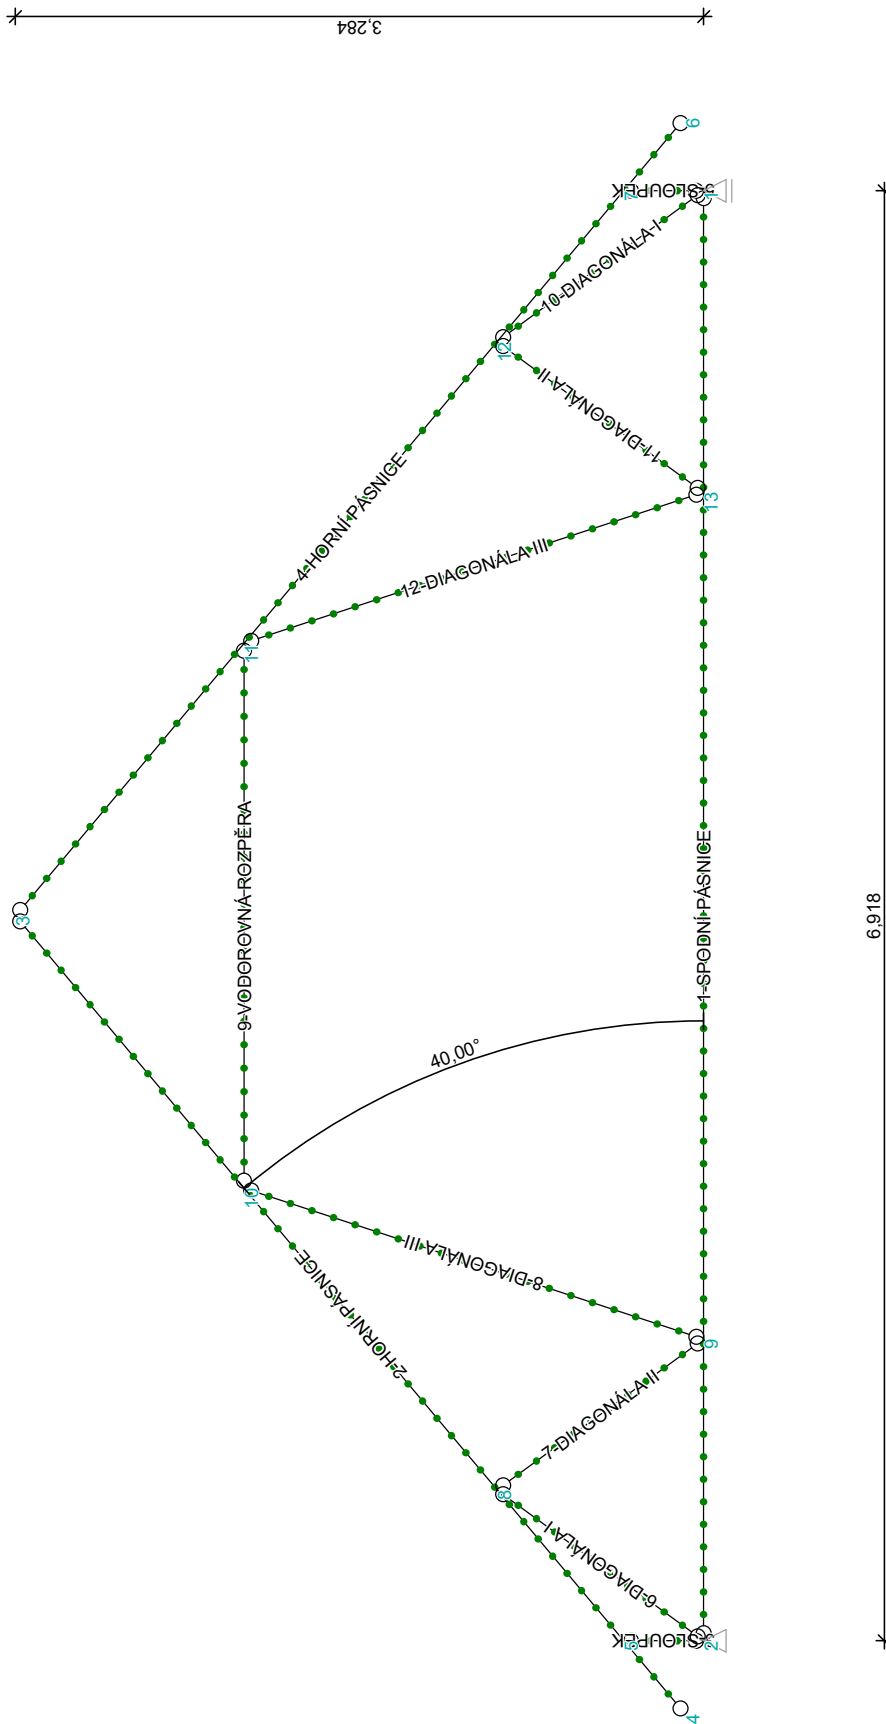 3,284
6
7
5-SLOUPEK
1
10-DIAGONÁLA I
12
11-DIAGONÁLA II
13
4-HORNÍ PÁSNICE
12-DIAGONÁLA III
11
9-VODOROVNÁ ROZPĚRA
3
1-SPODNÍ PÁSNICE
6,918
40,00°
10
2-HORNÍ PÁSNICE
8-DIAGONÁLA III
9
7-DIAGONÁLA II
8
6-DIAGONÁLA I
5
SLOUPEK
2
4